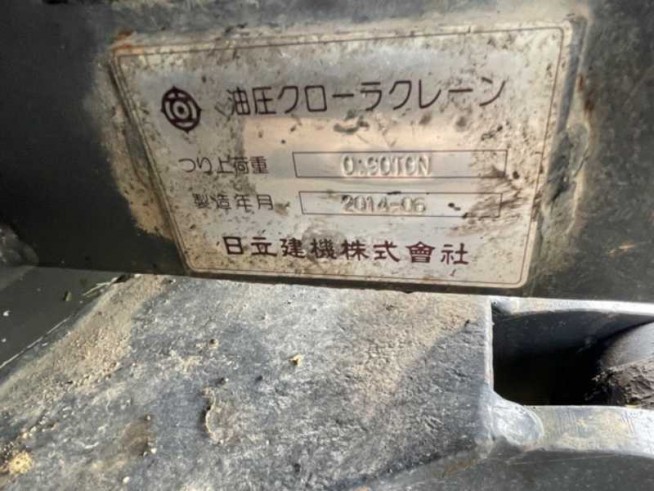 油圧クローラクレーン
つり上荷重 0.90TON
製造年月 2014-06
日立建機株式會社